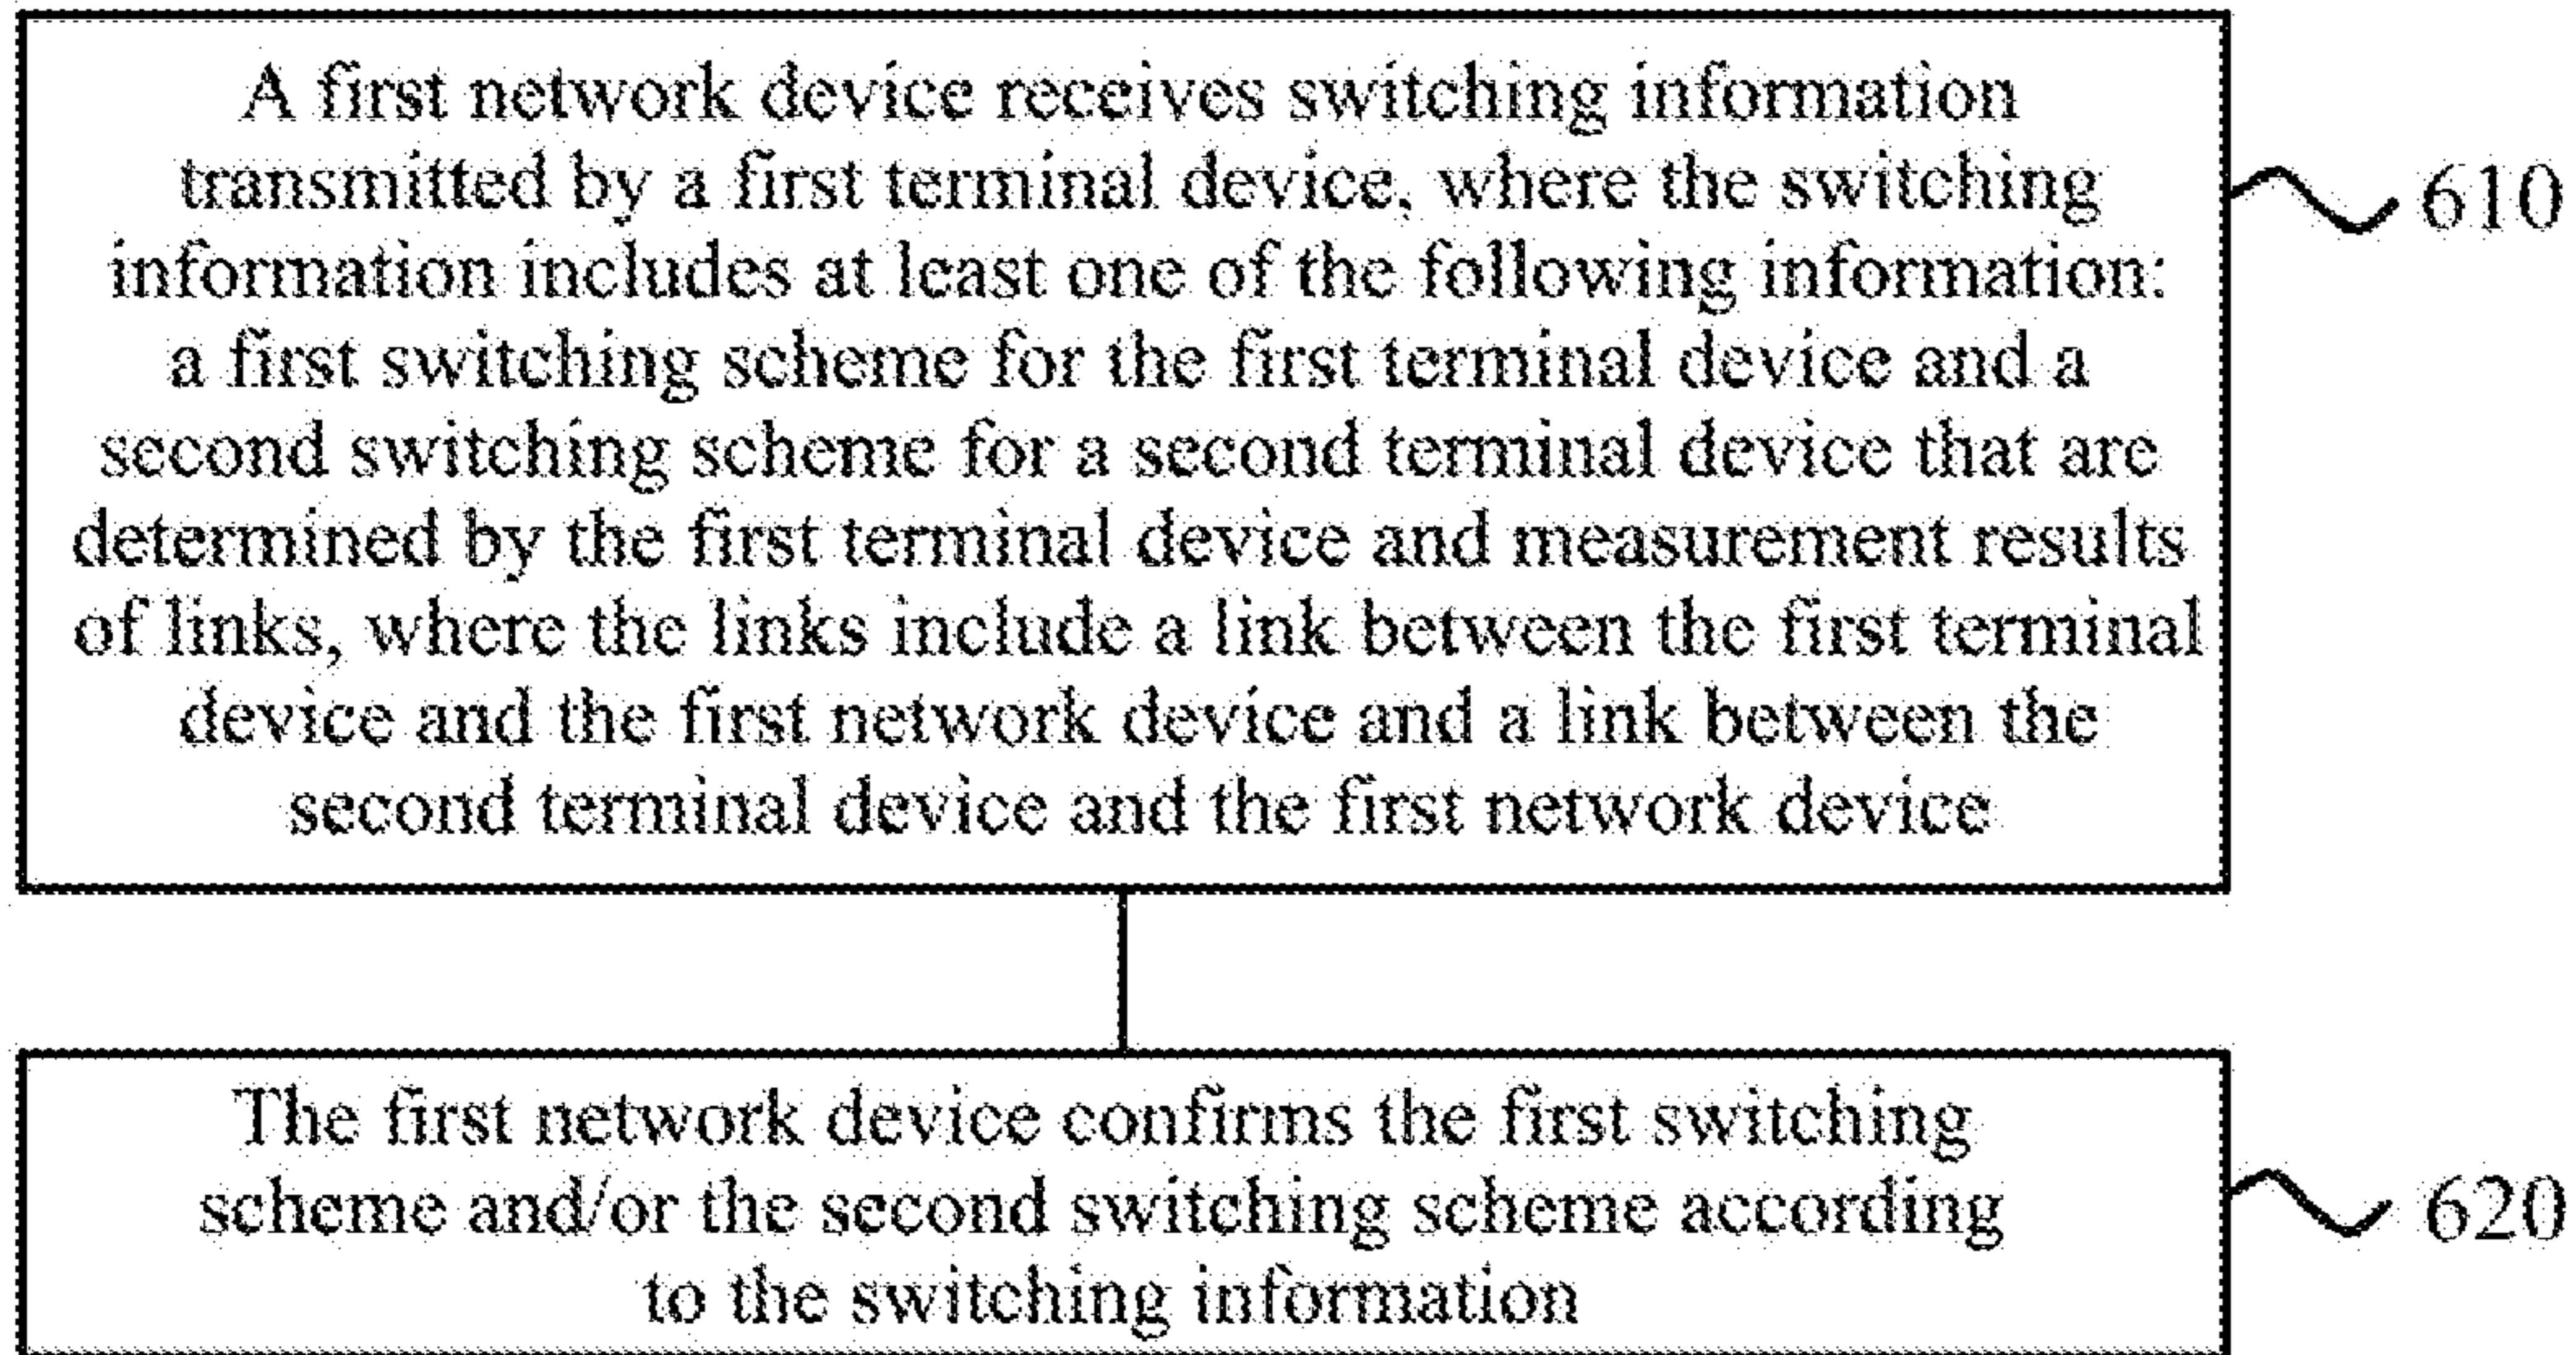 A first network device receives switching information
transmitted by a first terminal device, where the switching
information includes at least one of the following information:
a first switching scheme for the first terminal device and a
second switching scheme for a second terminal device that are
determined by the first terminal device and measurement results
of links, where the links include a link between the first terminal
device and the first network device and a link between the
second terminal device and the first network device
610
The first network device confirms the first switching
scheme and/or the second switching scheme according
to the switching information
620